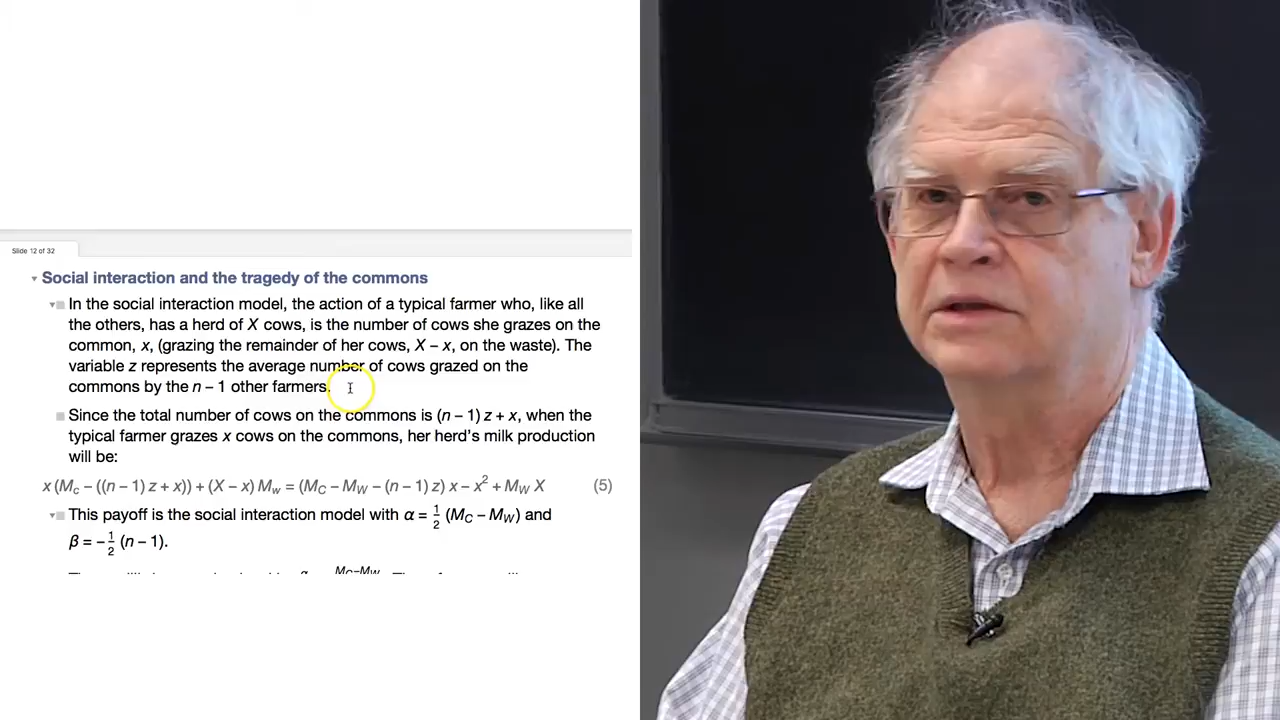 Slide 12 of 32
Social interaction and the tragedy of the commons
In the social interaction model, the action of a typical farmer who, like all
the others, has a herd of X cows, is the number of cows she grazes on the
common, x, (grazing the remainder of her cows, X − x, on the waste). The
variable z represents the average number of cows grazed on the
commons by the n − 1 other farmers.
Since the total number of cows on the commons is (n − 1) z + x, when the
typical farmer grazes x cows on the commons, her herd's milk production
will be:
x (M_c − ((n − 1) z + x)) + (X − x) M_w = (M_C − M_W − (n − 1) z) x − x² + M_W X (5)
This payoff is the social interaction model with α = 1/2 (M_C − M_W) and
β = − 1/2 (n − 1).
M_C−M_W